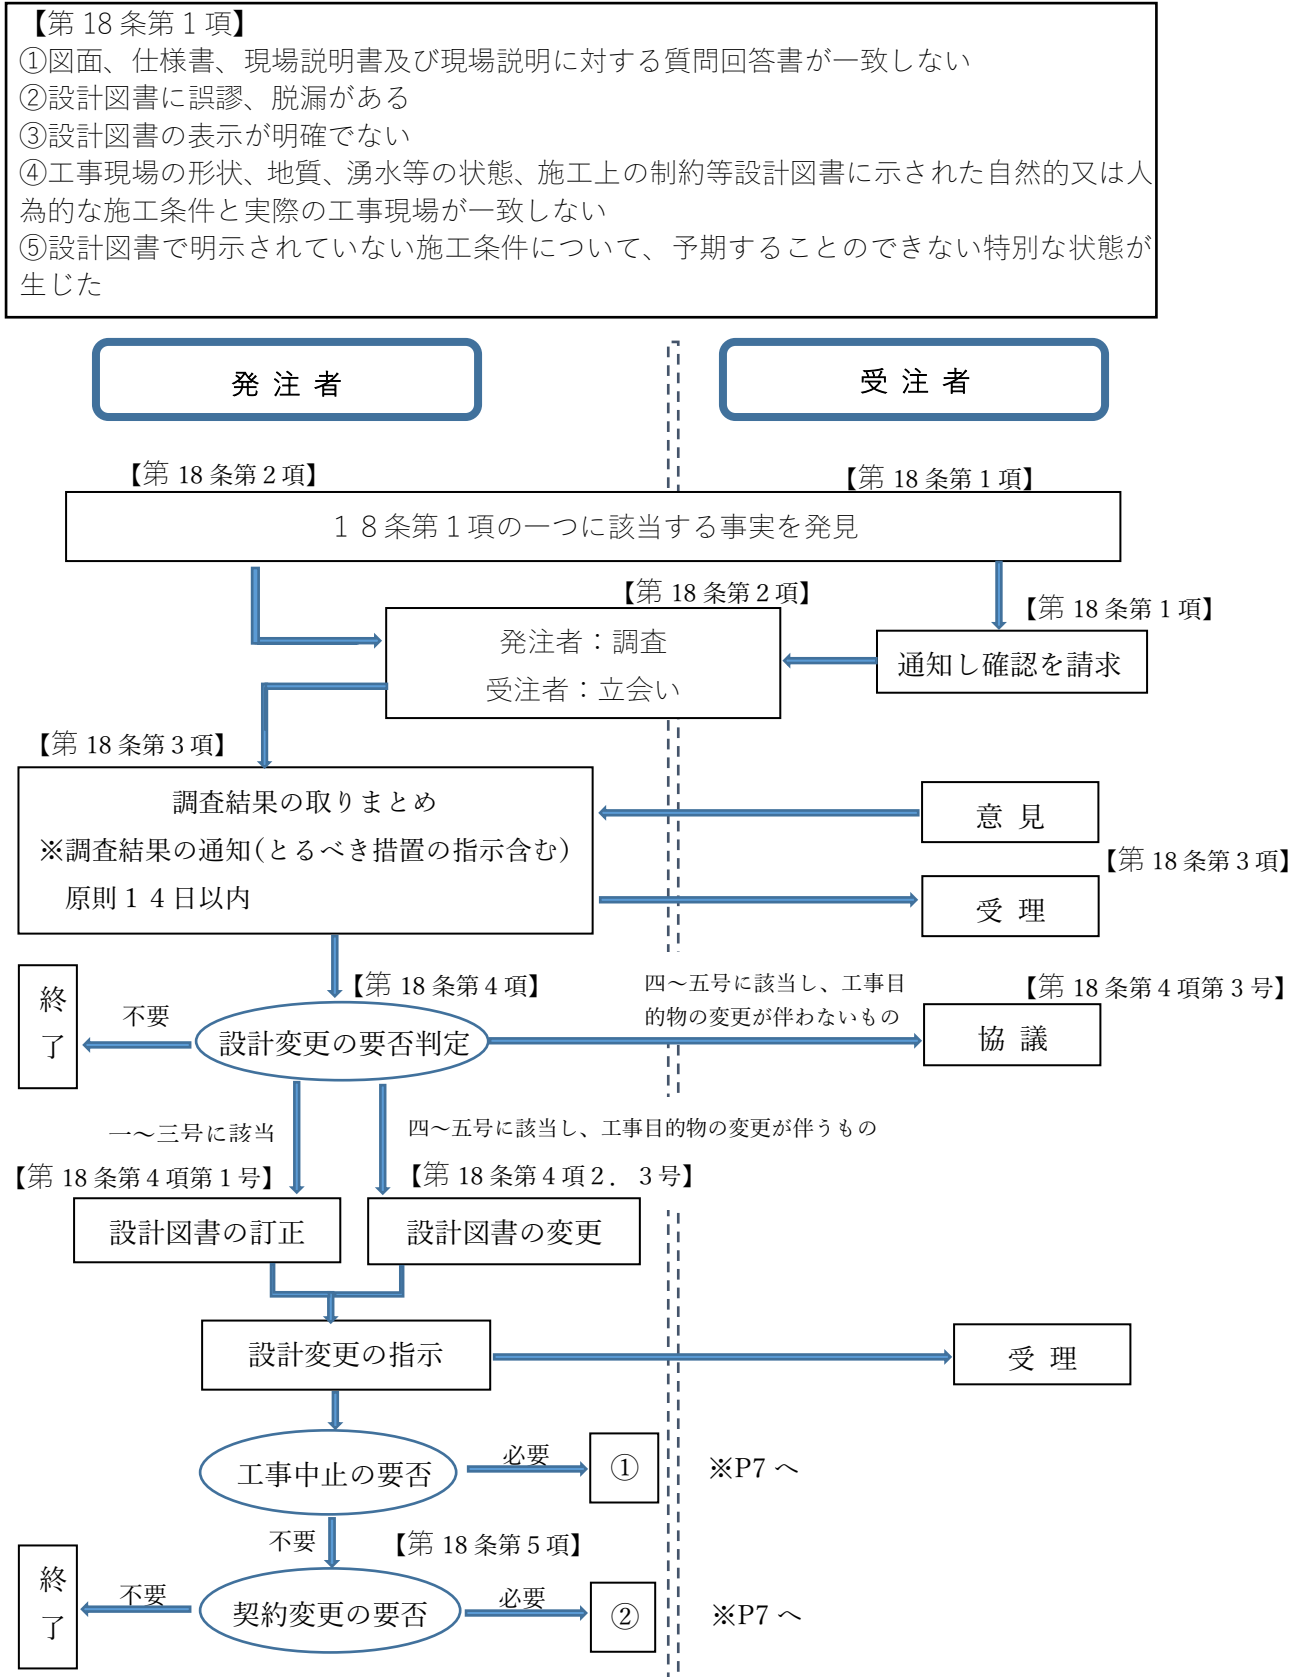 【第18条第1項】
①図面、仕様書、現場説明書及び現場説明に対する質問回答書が一致しない
②設計図書に誤謬、脱漏がある
③設計図書の表示が明確でない
④工事現場の形状、地質、湧水等の状態、施工上の制約等設計図書に示された自然的又は人
為的な施工条件と実際の工事現場が一致しない
⑤設計図書で明示されていない施工条件について、予期することのできない特別な状態が
生じた
発 注 者
受 注 者
【第18条第2項】
【第18条第1項】
18条第1項の一つに該当する事実を発見
【第18条第2項】
【第18条第1項】
発注者：調査
受注者：立会い
通知し確認を請求
【第18条第3項】
調査結果の取りまとめ
※調査結果の通知(とるべき措置の指示含む)
原則14日以内
意 見
【第18条第3項】
受 理
終
了
不要
【第18条第4項】
設計変更の要否判定
四～五号に該当し、工事目
的物の変更が伴わないもの
【第18条第4項第3号】
協 議
一～三号に該当
四～五号に該当し、工事目的物の変更が伴うもの
【第18条第4項第1号】
【第18条第4項2．3号】
設計図書の訂正
設計図書の変更
設計変更の指示
受 理
工事中止の要否
必要
①
※P7へ
不要
【第18条第5項】
終
了
不要
契約変更の要否
必要
②
※P7へ